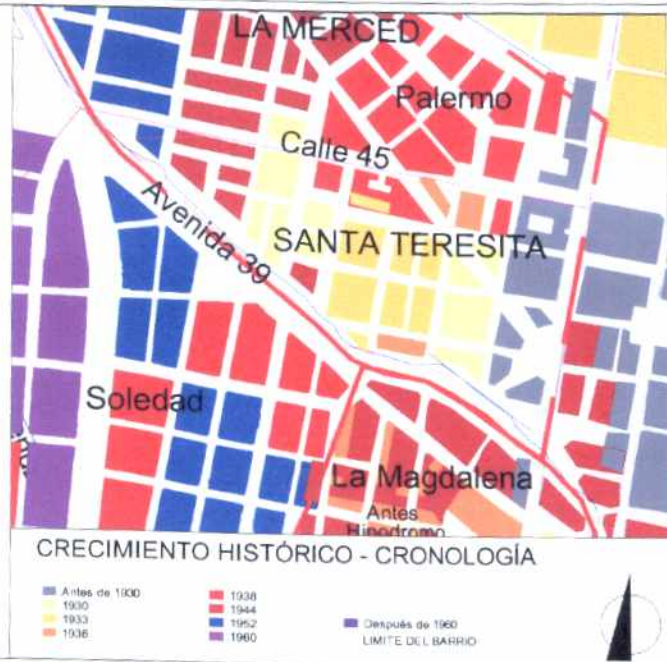 LA MERCED
Palermo
Calle 45
Avenida 39
SANTA TERESITA
Soledad
La Magdalena
Antes
Hipodromo
CRECIMIENTO HISTÓRICO - CRONOLOGÍA
Antes de 1930
1930
1933
1936
1938
1944
1952
1960
Después de 1960
LIMITE DEL BARRIO